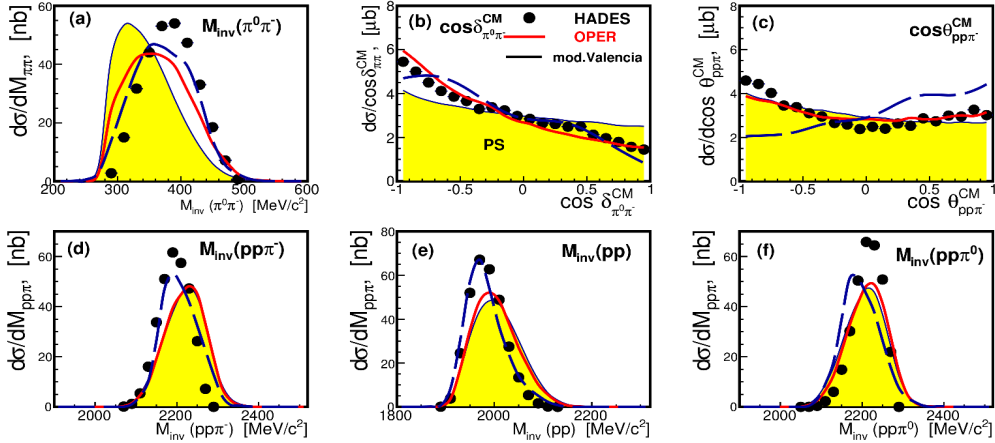 dσ/dM_ππ, [nb]
60
40
20
0
(a)
M_inv(π⁰π⁻)
200 300 400 500 600
M_inv (π⁰π⁻) [MeV/c²]
dσ/cosδ^CM_ππ, [μb]
8
6
4
2
0
(b)
cosδ^CM_π⁰π⁻
HADES
OPER
mod.Valencia
PS
-1 -0.5 0 0.5 1
cos δ^CM_π⁰π⁻
dσ/dcos θ^CM_ppπ⁻, [μb]
8
6
4
2
0
(c)
cosθ^CM_ppπ⁻
-1 -0.5 0 0.5 1
cos θ^CM_ppπ⁻
dσ/dM_ppπ, [nb]
60
40
20
0
(d)
M_inv(ppπ⁻)
2000 2200 2400
M_inv (ppπ⁻) [MeV/c²]
dσ/dM_ppπ, [nb]
80
60
40
20
0
(e)
M_inv(pp)
1800 2000 2200
M_inv (pp) [MeV/c²]
dσ/dM_ppπ, [nb]
60
40
20
0
(f)
M_inv(ppπ⁰)
2000 2200 2400
M_inv (ppπ⁰) [MeV/c²]